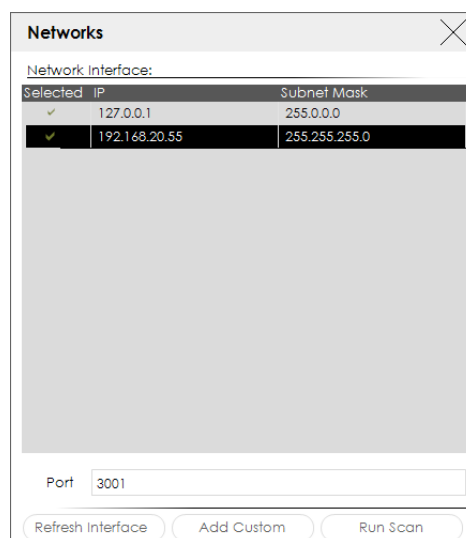 Networks
Network Interface:
Selected IP Subnet Mask
127.0.0.1 255.0.0.0
192.168.20.55 255.255.255.0
Port 3001
Refresh Interface Add Custom Run Scan